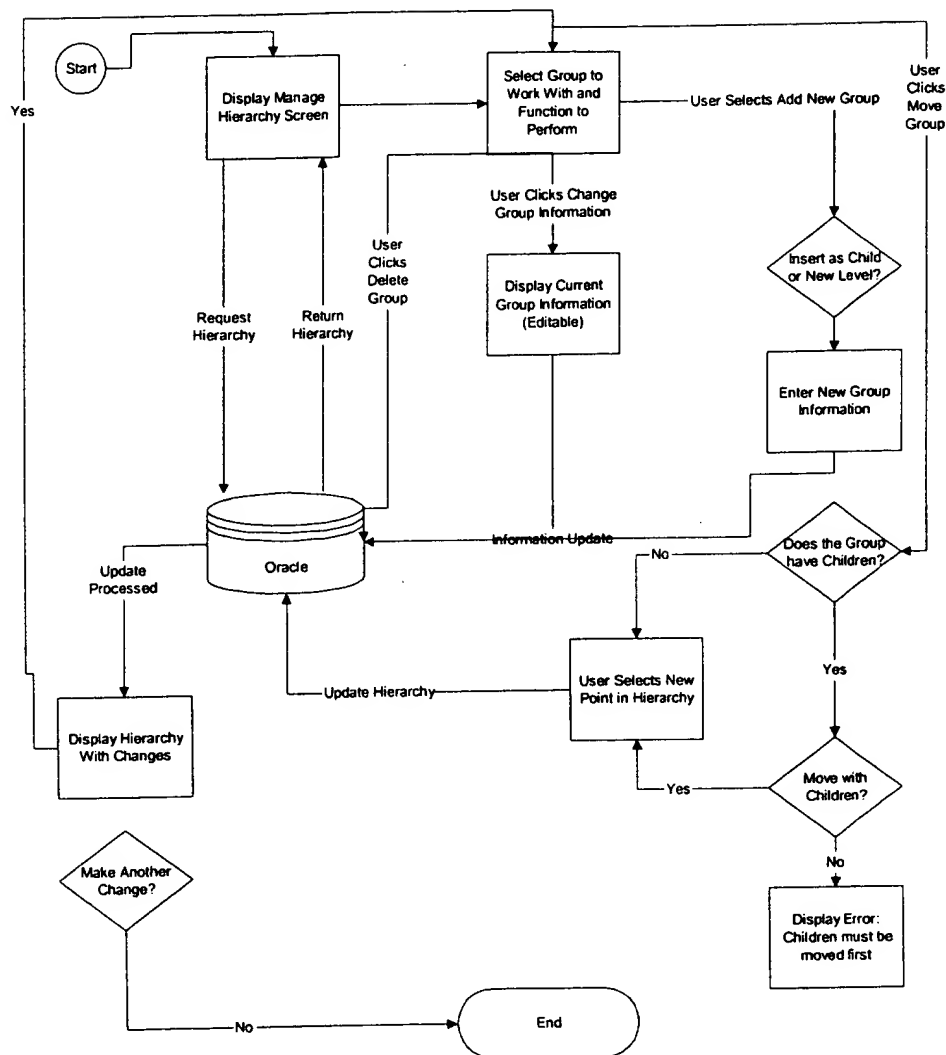 Start
Yes
Display Manage
Hierarchy Screen
Select Group to
Work With and
Function to
Perform
User Selects Add New Group
User
Clicks
Move
Group
User Clicks Change
Group Information
User
Clicks
Delete
Group
Insert as Child
or New Level?
Display Current
Group Information
(Editable)
Request
Hierarchy
Return
Hierarchy
Enter New Group
Information
Information Update
Oracle
Does the Group
have Children?
No
Update
Processed
Yes
User Selects New
Point in Hierarchy
Update Hierarchy
Display Hierarchy
With Changes
Move with
Children?
Yes
No
Make Another
Change?
Display Error:
Children must be
moved first
No
End